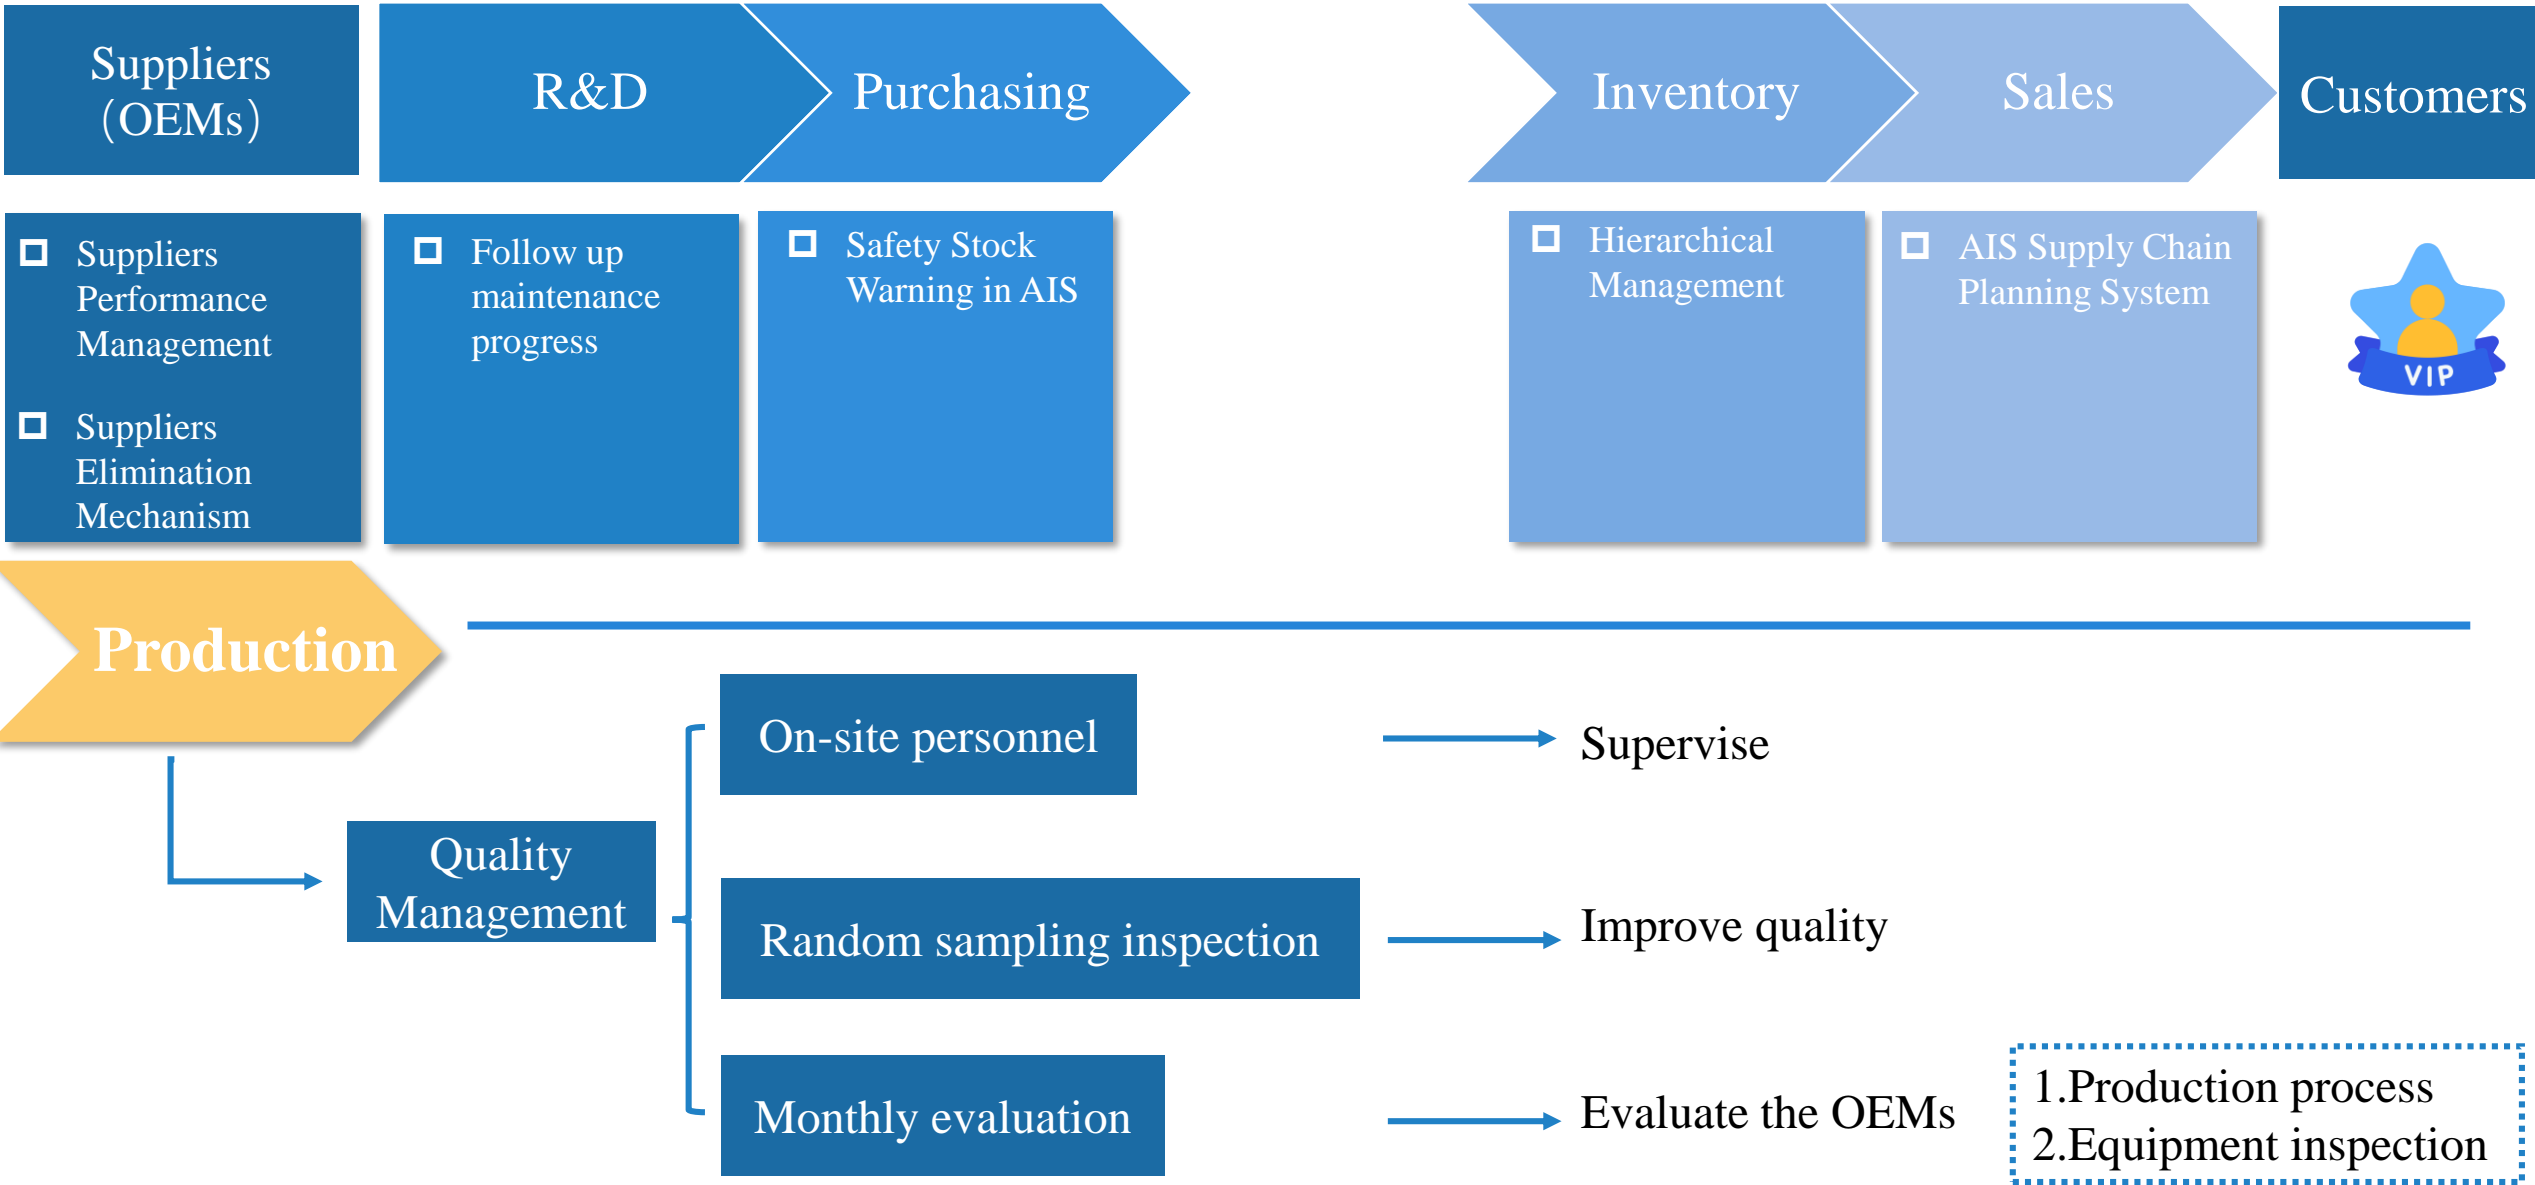 Suppliers
（OEMs）
R&D
Purchasing
Inventory
Sales
Customers
Suppliers
Performance
Management
Suppliers
Elimination
Mechanism
Follow up
maintenance
progress
Safety Stock
Warning in AIS
Hierarchical
Management
AIS Supply Chain
Planning System
VIP
Production
Quality
Management
On-site personnel
Supervise
Random sampling inspection
Improve quality
Monthly evaluation
Evaluate the OEMs
1.Production process
2.Equipment inspection